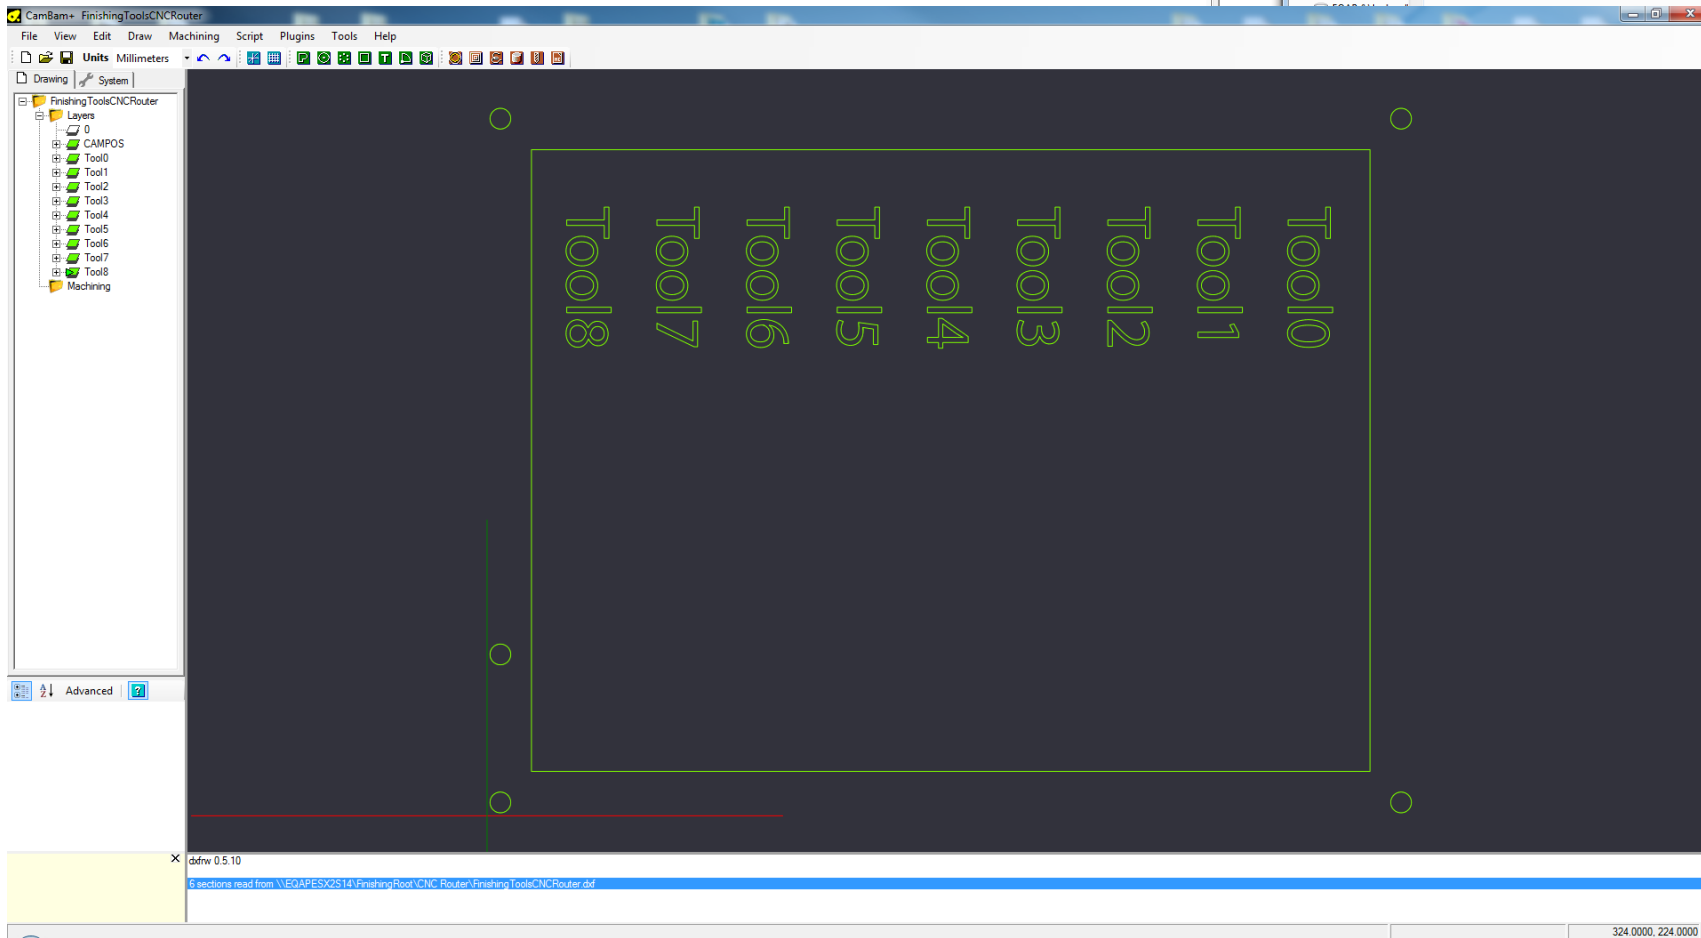 CamBam+ FinishingToolsCNCRouter
File View Edit Draw Machining Script Plugins Tools Help
Units Millimeters
Drawing System
FinishingToolsCNCRouter
Layers
0
CAMPOS
Tool0
Tool1
Tool2
Tool3
Tool4
Tool5
Tool6
Tool7
Tool8
Machining
Tool8 Tool7 Tool6 Tool5 Tool4 Tool3 Tool2 Tool1 Tool0
Advanced
dxfrw 0.5.10
6 sections read from \\EQAPESX2S14\FinishingRoot\CNC Router\FinishingToolsCNCRouter.dxf
324.0000, 224.0000